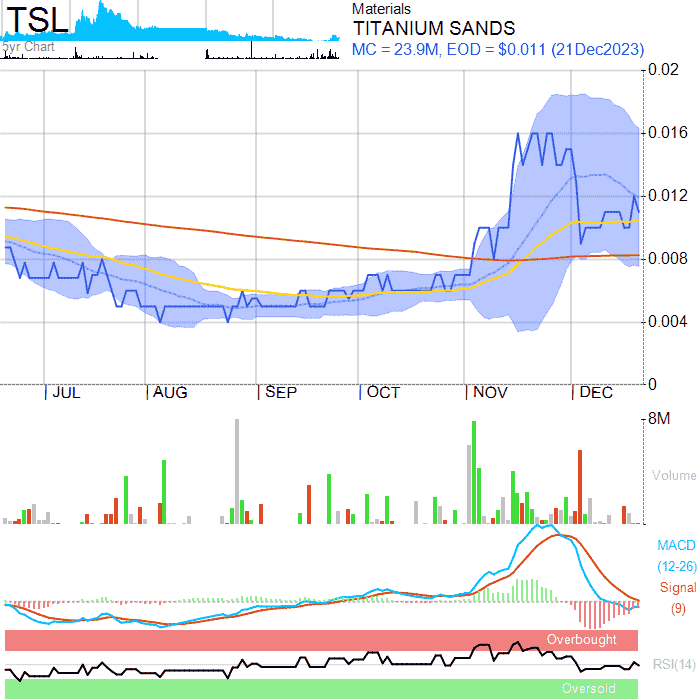 TSL
5yr Chart
Materials
TITANIUM SANDS
MC = 23.9M, EOD = $0.011 (21Dec2023)
0.02
0.016
0.012
0.008
0.004
0
JUL AUG SEP OCT NOV DEC
8M
Volume
MACD
(12-26)
Signal
(9)
Overbought
RSI(14)
Oversold